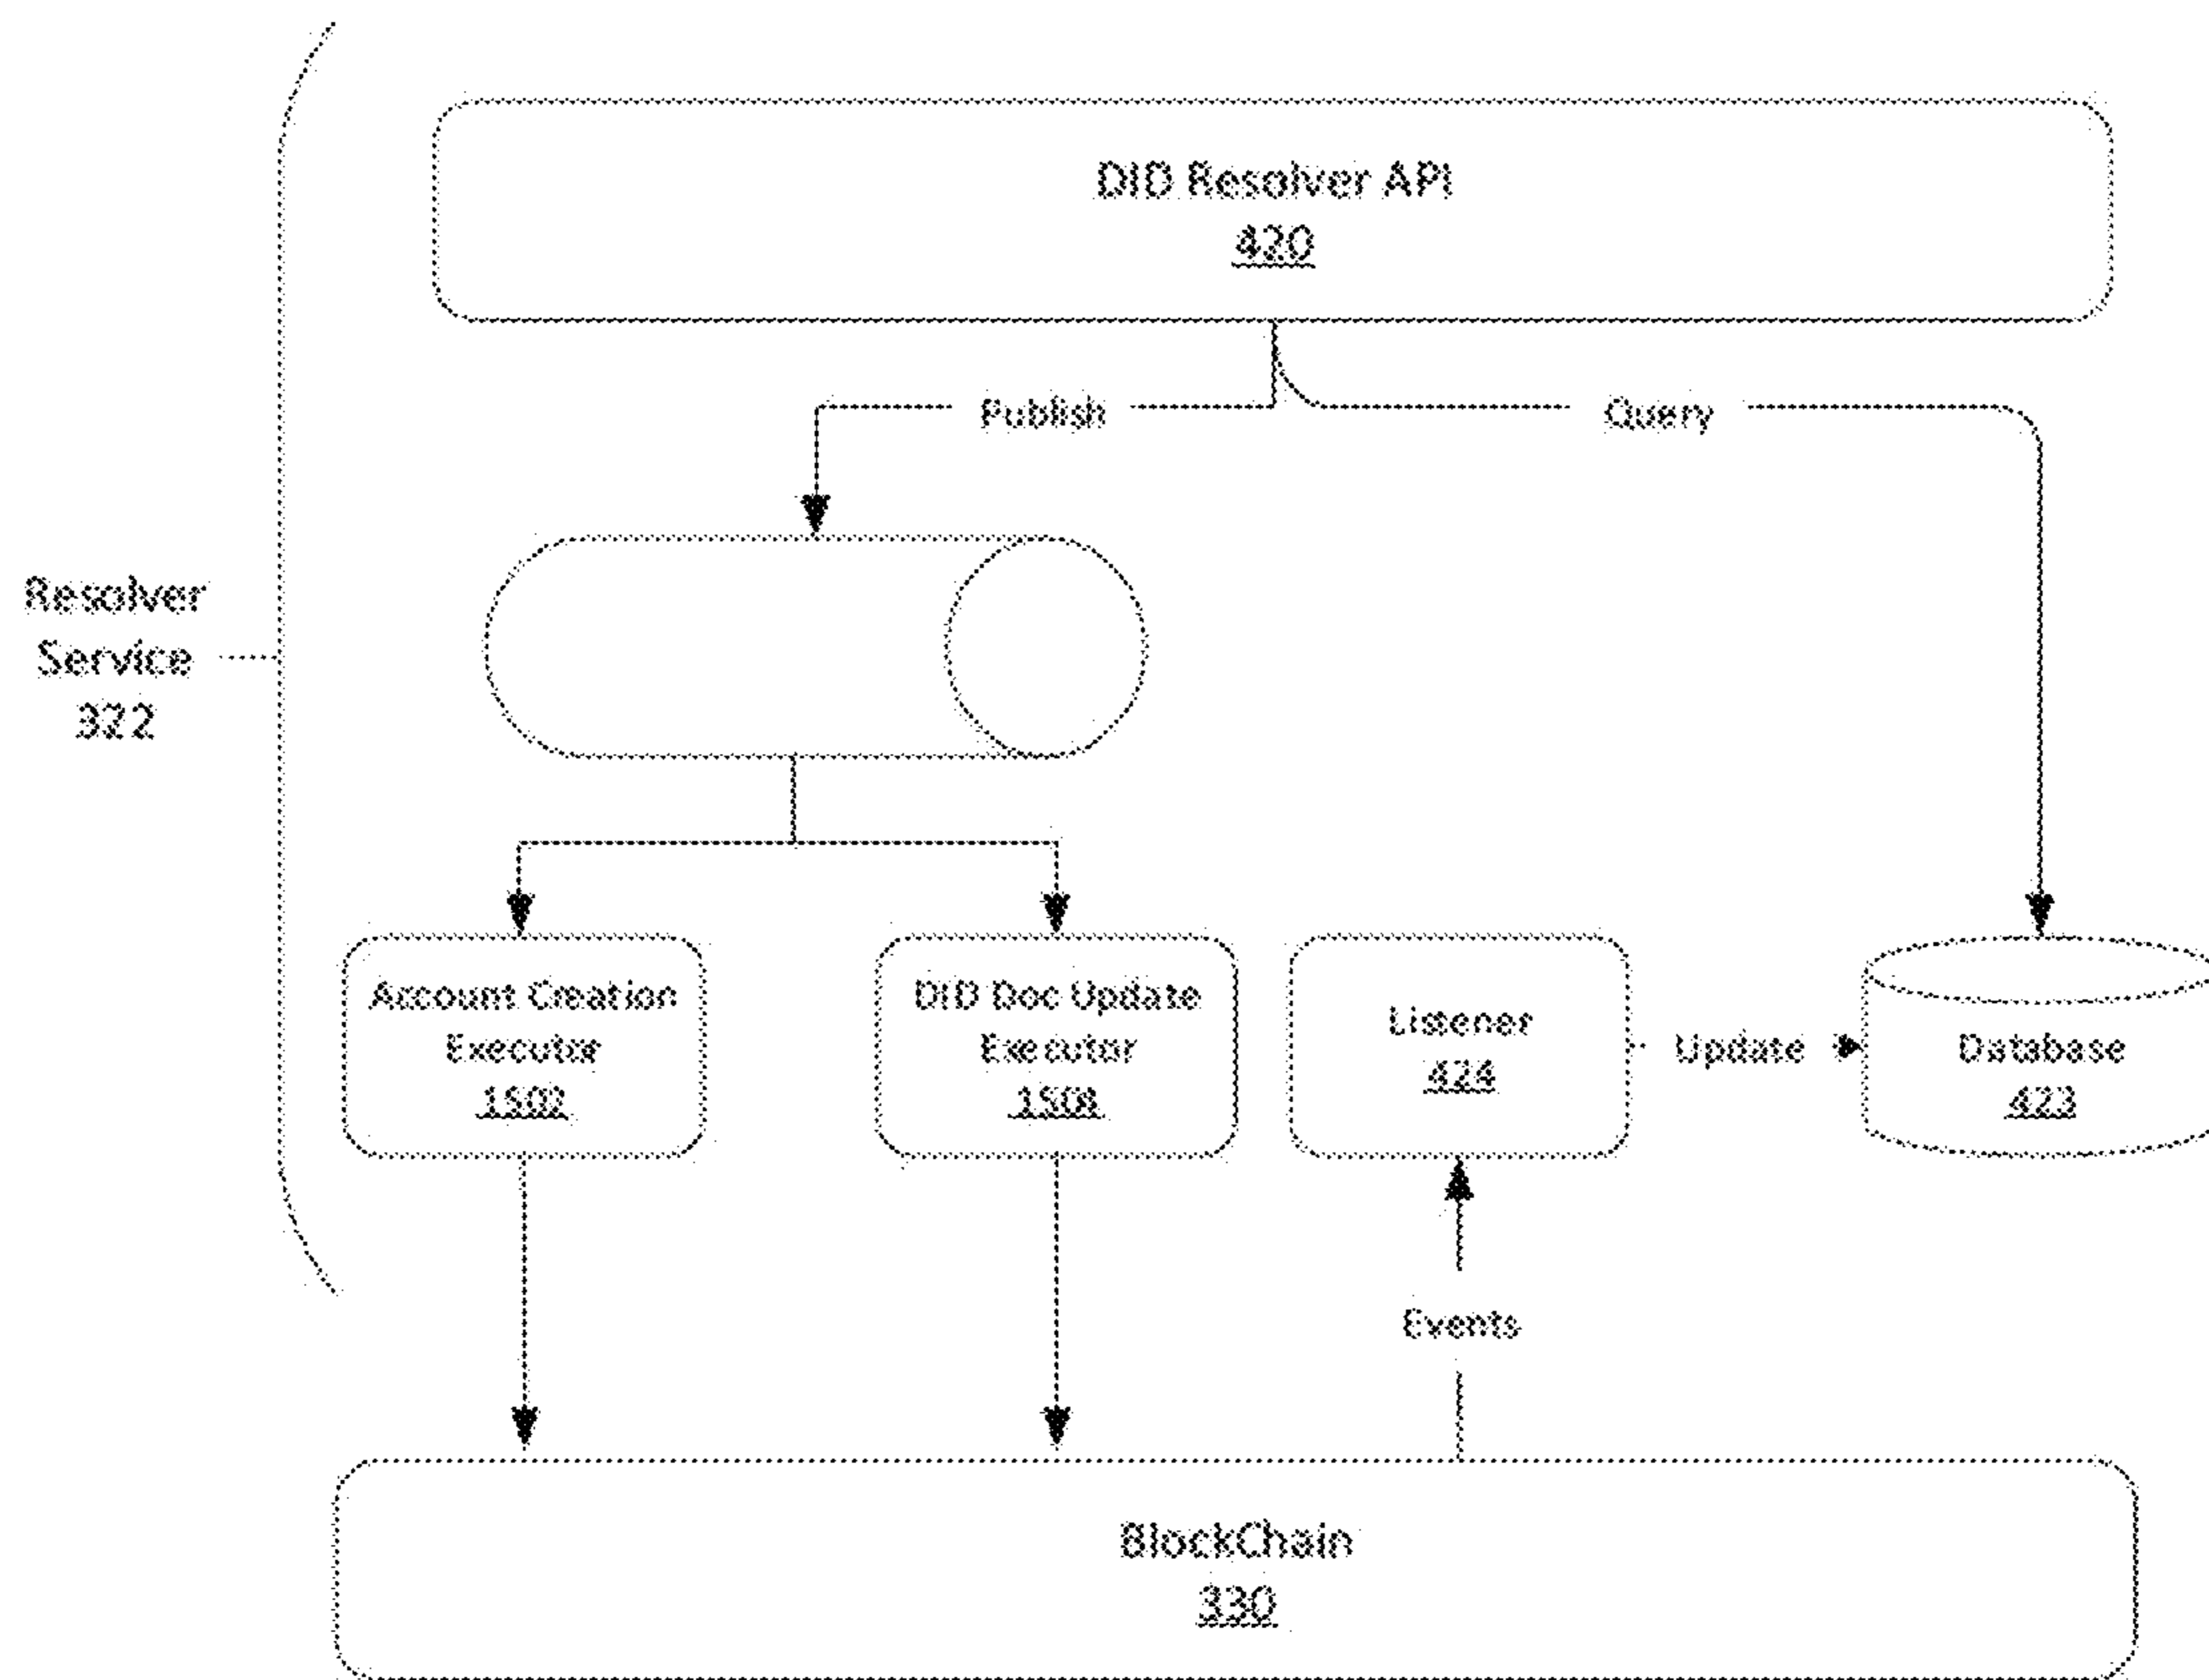 DID Resolver API
420
Publish
Query
Resolver
Service
322
Account Creation
Executor
1502
DID Doc Update
Executor
Listener
424
Update
Database
423
Events
BlockChain
330